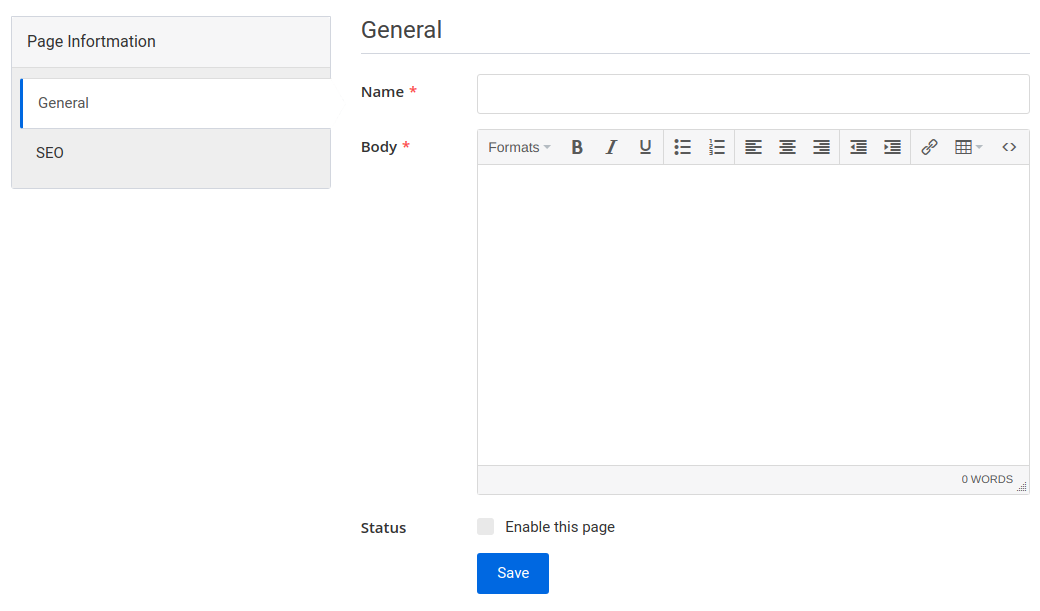 Page Infortmation
General
SEO
General
Name *
Body *
Formats B I U
0 WORDS
Status
Enable this page
Save